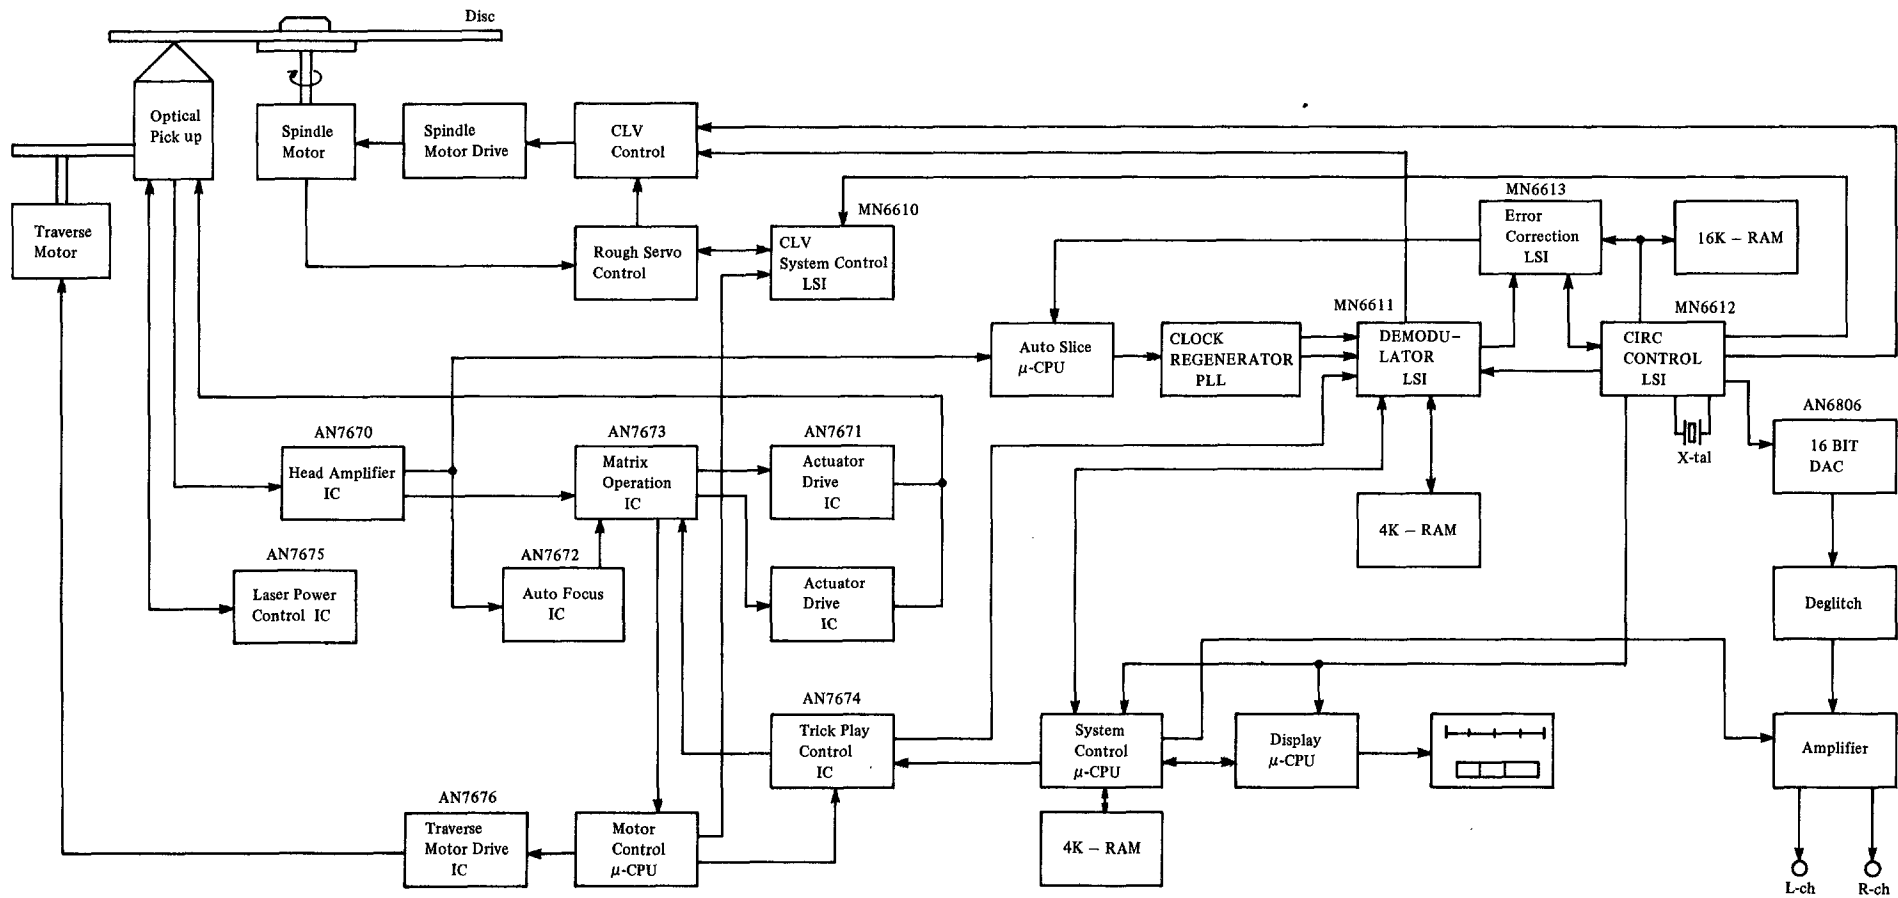 Disc
Optical
Pick up
Spindle
Motor
Spindle
Motor Drive
CLV
Control
Traverse
Motor
Rough Servo
Control
MN6610
CLV
System Control
LSI
MN6613
Error
Correction
LSI
16K – RAM
MN6611
MN6612
Auto Slice
μ-CPU
CLOCK
REGENERATOR
PLL
DEMODU–
LATOR
LSI
CIRC
CONTROL
LSI
X-tal
AN6806
16 BIT
DAC
AN7670
Head Amplifier
IC
AN7673
Matrix
Operation
IC
AN7671
Actuator
Drive
IC
4K – RAM
AN7675
Laser Power
Control IC
AN7672
Auto Focus
IC
Actuator
Drive
IC
Deglitch
AN7674
Trick Play
Control
IC
System
Control
μ-CPU
Display
μ-CPU
Amplifier
AN7676
Traverse
Motor Drive
IC
Motor
Control
μ-CPU
4K – RAM
L-ch
R-ch